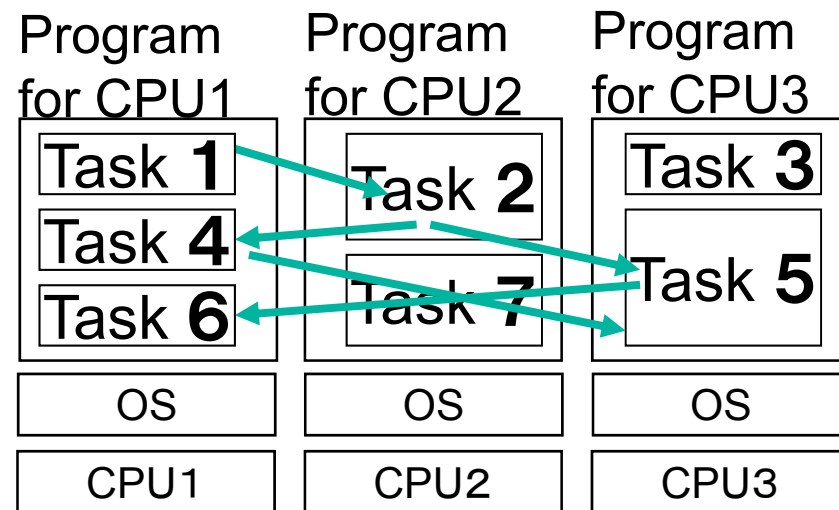 Program
for CPU1
Program
for CPU2
Program
for CPU3
Task 1
Task 4
Task 6
Task 2
Task 7
Task 3
Task 5
OS
OS
OS
CPU1
CPU2
CPU3